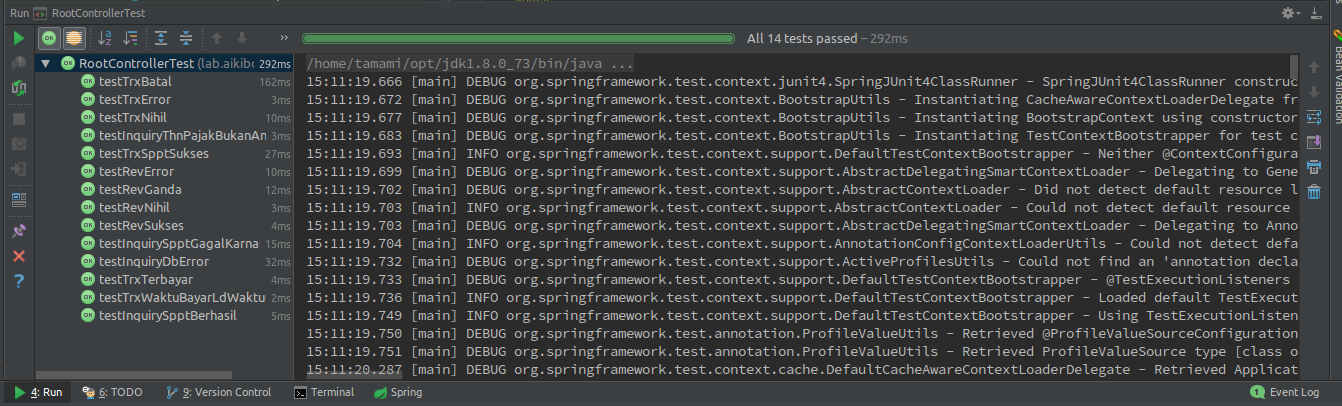 Run RootControllerTest
All 14 tests passed – 292ms
RootControllerTest (lab.aikibo 292ms
testTrxBatal 162ms
testTrxError 3ms
testTrxNihil 10ms
testInquiryThnPajakBukanAn 3ms
testTrxSpptSukses 27ms
testRevError 10ms
testRevGanda 12ms
testRevNihil 3ms
testRevSukses 4ms
testInquirySpptGagalKarna 15ms
testInquiryDbError 32ms
testTrxTerbayar 4ms
testTrxWaktuBayarLdWaktu 2ms
testInquirySpptBerhasil 5ms
/home/tamami/opt/jdk1.8.0_73/bin/java ...
15:11:19.666 [main] DEBUG org.springframework.test.context.junit4.SpringJUnit4ClassRunner – SpringJUnit4ClassRunner construc
15:11:19.672 [main] DEBUG org.springframework.test.context.BootstrapUtils – Instantiating CacheAwareContextLoaderDelegate fr
15:11:19.677 [main] DEBUG org.springframework.test.context.BootstrapUtils – Instantiating BootstrapContext using constructor
15:11:19.683 [main] DEBUG org.springframework.test.context.BootstrapUtils – Instantiating TestContextBootstrapper for test c
15:11:19.693 [main] INFO org.springframework.test.context.support.DefaultTestContextBootstrapper – Neither @ContextConfigura
15:11:19.699 [main] DEBUG org.springframework.test.context.support.AbstractDelegatingSmartContextLoader – Delegating to Gene
15:11:19.702 [main] DEBUG org.springframework.test.context.support.AbstractContextLoader – Did not detect default resource l
15:11:19.703 [main] INFO org.springframework.test.context.support.AbstractContextLoader – Could not detect default resource
15:11:19.703 [main] DEBUG org.springframework.test.context.support.AbstractDelegatingSmartContextLoader – Delegating to Anno
15:11:19.704 [main] INFO org.springframework.test.context.support.AnnotationConfigContextLoaderUtils – Could not detect defa
15:11:19.732 [main] DEBUG org.springframework.test.context.support.ActiveProfilesUtils – Could not find an 'annotation decla
15:11:19.733 [main] DEBUG org.springframework.test.context.support.DefaultTestContextBootstrapper – @TestExecutionListeners
15:11:19.736 [main] INFO org.springframework.test.context.support.DefaultTestContextBootstrapper – Loaded default TestExecut
15:11:19.749 [main] INFO org.springframework.test.context.support.DefaultTestContextBootstrapper – Using TestExecutionListen
15:11:19.750 [main] DEBUG org.springframework.test.annotation.ProfileValueUtils – Retrieved @ProfileValueSourceConfiguration
15:11:19.751 [main] DEBUG org.springframework.test.annotation.ProfileValueUtils – Retrieved ProfileValueSource type [class o
15:11:20.287 [main] DEBUG org.springframework.test.context.cache.DefaultCacheAwareContextLoaderDelegate – Retrieved Applicat
Bean Validation
4: Run 6: TODO 9: Version Control Terminal Spring 1 Event Log